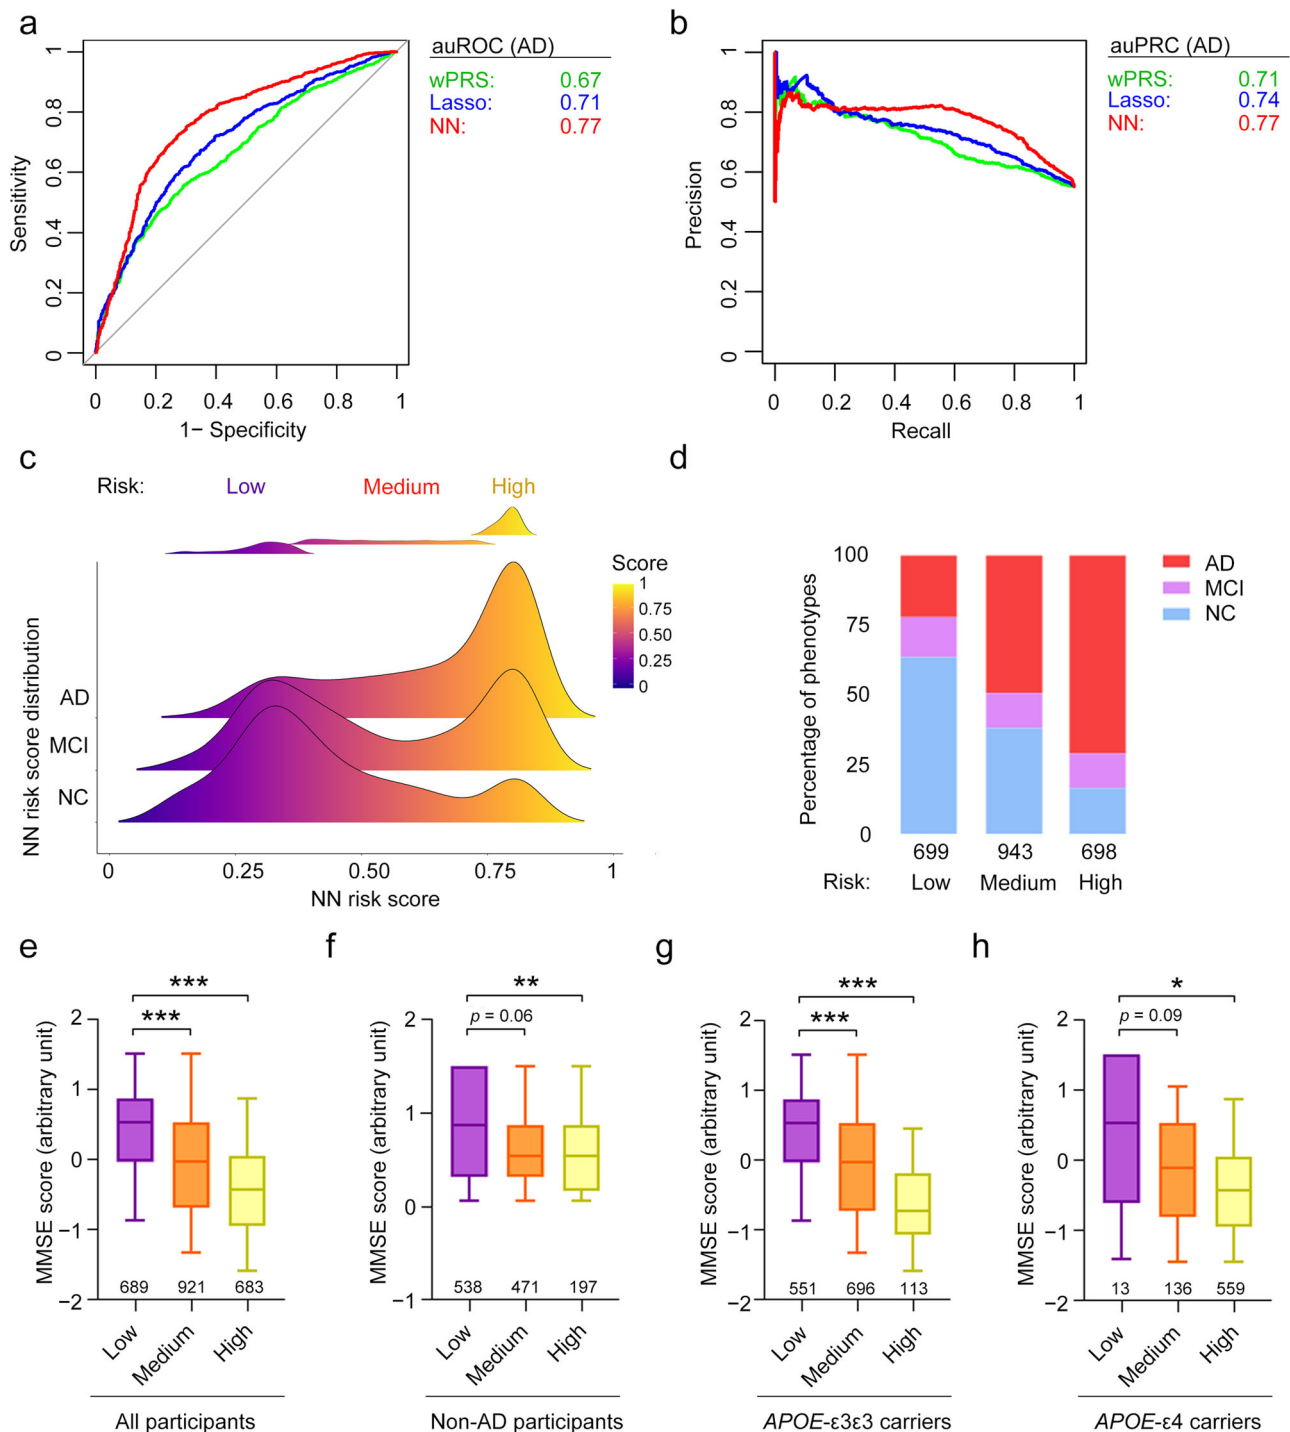 a
auROC (AD)
wPRS: 0.67
Lasso: 0.71
NN: 0.77
Sensitivity
0 0.2 0.4 0.6 0.8 1
0 0.2 0.4 0.6 0.8 1
1− Specificity
b
auPRC (AD)
wPRS: 0.71
Lasso: 0.74
NN: 0.77
Precision
0 0.2 0.4 0.6 0.8 1
0 0.2 0.4 0.6 0.8 1
Recall
c
Risk: Low Medium High
Score
1
0.75
0.50
0.25
0
NN risk score distribution
AD
MCI
NC
0 0.25 0.50 0.75 1
NN risk score
d
Percentage of phenotypes
100
75
50
25
0
AD
MCI
NC
699 943 698
Risk: Low Medium High
e
MMSE score (arbitrary unit)
***
***
2
1
0
−1
−2
689 921 683
Low Medium High
All participants
f
MMSE score (arbitrary unit)
**
p = 0.06
2
1
0
−1
538 471 197
Low Medium High
Non-AD participants
g
MMSE score (arbitrary unit)
***
***
2
1
0
−1
−2
551 696 113
Low Medium High
APOE-ε3ε3 carriers
h
MMSE score (arbitrary unit)
*
p = 0.09
2
1
0
−1
−2
13 136 559
Low Medium High
APOE-ε4 carriers